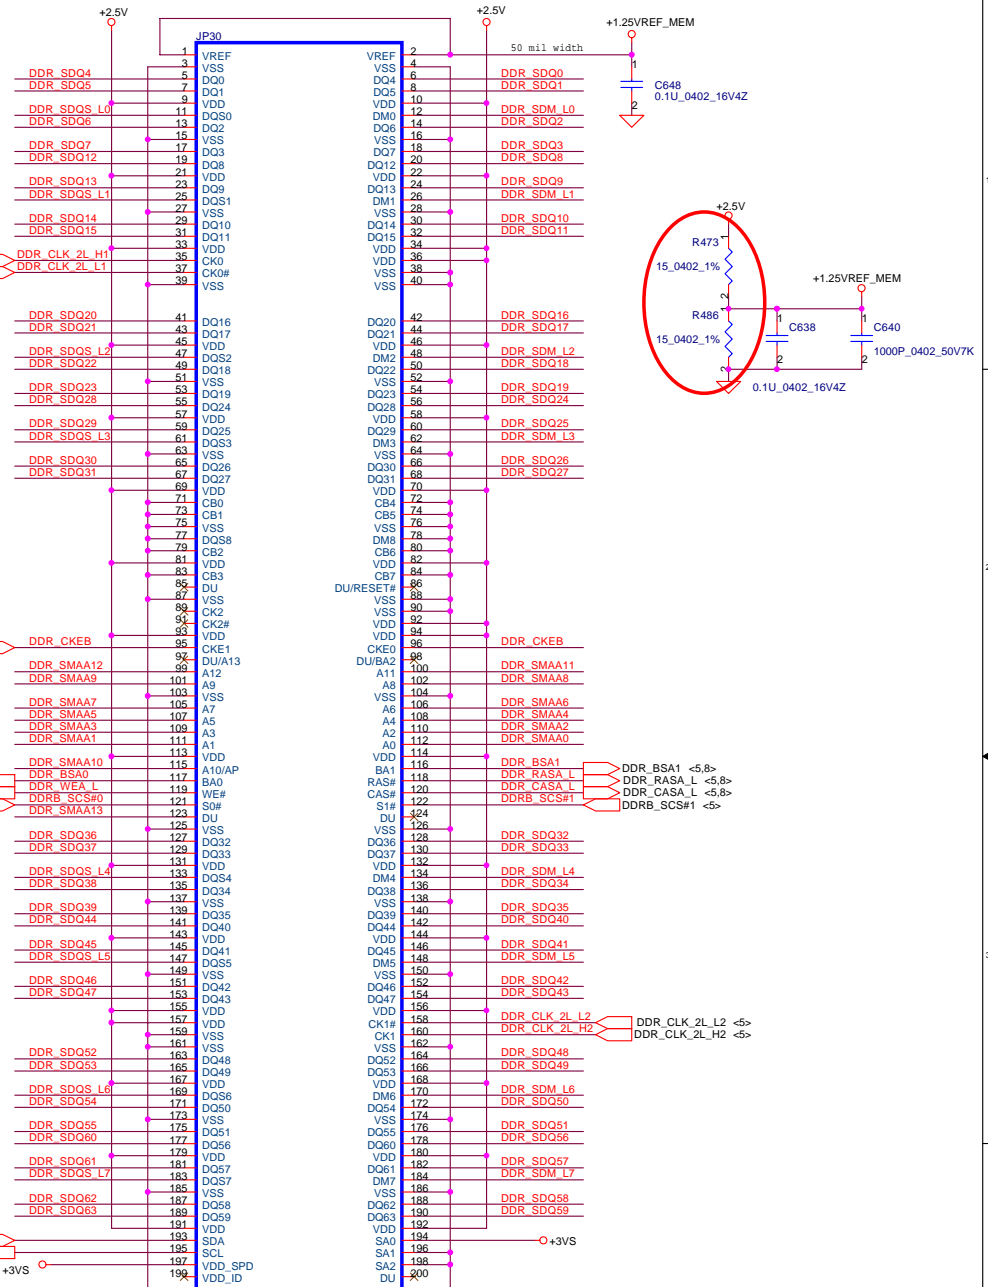 +2.5V
+2.5V
+1.25VREF_MEM
JP30
1 VREF VREF 2 50 mil width
3 VSS VSS 4
DDR_SDQ4 5 DQ0 DQ4 6 DDR_SDQ0
DDR_SDQ5 7 DQ1 DQ5 8 DDR_SDQ1
9 VDD VDD 10
DDR_SDQS_L0 11 DQS0 DM0 12 DDR_SDM_L0
DDR_SDQ6 13 DQ2 DQ6 14 DDR_SDQ2
15 VSS VSS 16
DDR_SDQ7 17 DQ3 DQ7 18 DDR_SDQ3
DDR_SDQ12 19 DQ8 DQ12 20 DDR_SDQ8
21 VDD VDD 22
DDR_SDQ13 23 DQ9 DQ13 24 DDR_SDQ9
DDR_SDQS_L1 25 DQS1 DM1 26 DDR_SDM_L1
27 VSS VSS 28
DDR_SDQ14 29 DQ10 DQ14 30 DDR_SDQ10
DDR_SDQ15 31 DQ11 DQ15 32 DDR_SDQ11
33 VDD VDD 34
DDR_CLK_2L_H1 35 CK0 VDD 36
DDR_CLK_2L_L1 37 CK0# VSS 38
39 VSS VSS 40
DDR_SDQ20 41 DQ16 DQ20 42 DDR_SDQ16
DDR_SDQ21 43 DQ17 DQ21 44 DDR_SDQ17
45 VDD VDD 46
DDR_SDQS_L2 47 DQS2 DM2 48 DDR_SDM_L2
DDR_SDQ22 49 DQ18 DQ22 50 DDR_SDQ18
51 VSS VSS 52
DDR_SDQ23 53 DQ19 DQ23 54 DDR_SDQ19
DDR_SDQ28 55 DQ24 DQ28 56 DDR_SDQ24
57 VDD VDD 58
DDR_SDQ29 59 DQ25 DQ29 60 DDR_SDQ25
DDR_SDQS_L3 61 DQS3 DM3 62 DDR_SDM_L3
63 VSS VSS 64
DDR_SDQ30 65 DQ26 DQ30 66 DDR_SDQ26
DDR_SDQ31 67 DQ27 DQ31 68 DDR_SDQ27
69 VDD VDD 70
71 CB0 CB4 72
73 CB1 CB5 74
75 VSS VSS 76
77 DQS8 DM8 78
79 CB2 CB6 80
81 VDD VDD 82
83 CB3 CB7 84
85 DU DU/RESET# 86
87 VSS VSS 88
89 CK2 VSS 90
91 CK2# VDD 92
93 VDD VDD 94
DDR_CKEB 95 CKE1 CKE0 96 DDR_CKEB
97 DU/A13 DU/BA2 98
DDR_SMAA12 99 A12 A11 100 DDR_SMAA11
DDR_SMAA9 101 A9 A8 102 DDR_SMAA8
103 VSS VSS 104
DDR_SMAA7 105 A7 A6 106 DDR_SMAA6
DDR_SMAA5 107 A5 A4 108 DDR_SMAA4
DDR_SMAA3 109 A3 A2 110 DDR_SMAA2
DDR_SMAA1 111 A1 A0 112 DDR_SMAA0
113 VDD VDD 114
DDR_SMAA10 115 A10/AP BA1 116 DDR_BSA1 DDR_BSA1 <5,8>
DDR_BSA0 117 BA0 RAS# 118 DDR_RASA_L DDR_RASA_L <5,8>
DDR_WEA_L 119 WE# CAS# 120 DDR_CASA_L DDR_CASA_L <5,8>
DDRB_SCS#0 121 S0# S1# 122 DDRB_SCS#1 DDRB_SCS#1 <5>
DDR_SMAA13 123 DU DU 124
125 VSS VSS 126
DDR_SDQ36 127 DQ32 DQ36 128 DDR_SDQ32
DDR_SDQ37 129 DQ33 DQ37 130 DDR_SDQ33
131 VDD VDD 132
DDR_SDQS_L4 133 DQS4 DM4 134 DDR_SDM_L4
DDR_SDQ38 135 DQ34 DQ38 136 DDR_SDQ34
137 VSS VSS 138
DDR_SDQ39 139 DQ35 DQ39 140 DDR_SDQ35
DDR_SDQ44 141 DQ40 DQ44 142 DDR_SDQ40
143 VDD VDD 144
DDR_SDQ45 145 DQ41 DQ45 146 DDR_SDQ41
DDR_SDQS_L5 147 DQS5 DM5 148 DDR_SDM_L5
149 VSS VSS 150
DDR_SDQ46 151 DQ42 DQ46 152 DDR_SDQ42
DDR_SDQ47 153 DQ43 DQ47 154 DDR_SDQ43
155 VDD VDD 156
157 VDD CK1# 158 DDR_CLK_2L_L2 DDR_CLK_2L_L2 <5>
159 VSS CK1 160 DDR_CLK_2L_H2 DDR_CLK_2L_H2 <5>
161 VSS VSS 162
DDR_SDQ52 163 DQ48 DQ52 164 DDR_SDQ48
DDR_SDQ53 165 DQ49 DQ53 166 DDR_SDQ49
167 VDD VDD 168
DDR_SDQS_L6 169 DQS6 DM6 170 DDR_SDM_L6
DDR_SDQ54 171 DQ50 DQ54 172 DDR_SDQ50
173 VSS VSS 174
DDR_SDQ55 175 DQ51 DQ55 176 DDR_SDQ51
DDR_SDQ60 177 DQ56 DQ60 178 DDR_SDQ56
179 VDD VDD 180
DDR_SDQ61 181 DQ57 DQ61 182 DDR_SDQ57
DDR_SDQS_L7 183 DQS7 DM7 184 DDR_SDM_L7
185 VSS VSS 186
DDR_SDQ62 187 DQ58 DQ62 188 DDR_SDQ58
DDR_SDQ63 189 DQ59 DQ63 190 DDR_SDQ59
191 VDD VDD 192
193 SDA SA0 194 +3VS
195 SCL SA1 196
+3VS 197 VDD_SPD SA2 198
199 VDD_ID DU 200
1
C648
0.1U_0402_16V4Z
2
+2.5V
1
R473
15_0402_1%
2
+1.25VREF_MEM
R486
1
15_0402_1%
2
1
C638
2
0.1U_0402_16V4Z
1
C640
1000P_0402_50V7K
2
1
2
3